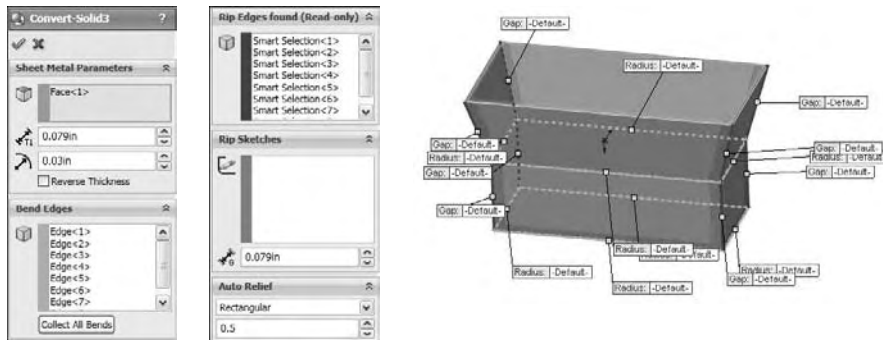 Convert-Solid3 ?
Sheet Metal Parameters
Face<1>
T1 0.079in
0.03in
Reverse Thickness
Bend Edges
Edge<1>
Edge<2>
Edge<3>
Edge<4>
Edge<5>
Edge<6>
Edge<7>
Collect All Bends
Rip Edges found (Read-only)
Smart Selection<1>
Smart Selection<2>
Smart Selection<3>
Smart Selection<4>
Smart Selection<5>
Smart Selection<6>
Smart Selection<7>
Rip Sketches
G 0.079in
Auto Relief
Rectangular
0.5
Gap: -Default-
Radius: -Default-
Gap: -Default-
Gap: -Default-
Radius: -Default-
Gap: -Default-
Gap: -Default-
Radius: -Default-
Gap: -Default-
Gap: -Default-
Radius: -Default-
Radius: -Default-
Radius: -Default-
Radius: -Default-
Gap: -Default-
Radius: -Default-